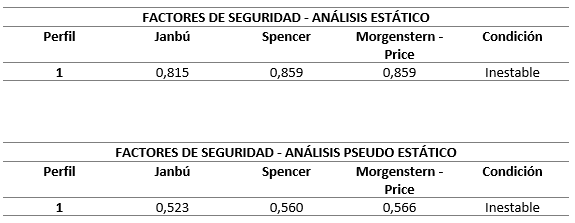 FACTORES DE SEGURIDAD - ANÁLISIS ESTÁTICO
Perfil Janbú Spencer Morgenstern - Price Condición
1 0,815 0,859 0,859 Inestable
FACTORES DE SEGURIDAD - ANÁLISIS PSEUDO ESTÁTICO
Perfil Janbú Spencer Morgenstern - Price Condición
1 0,523 0,560 0,566 Inestable